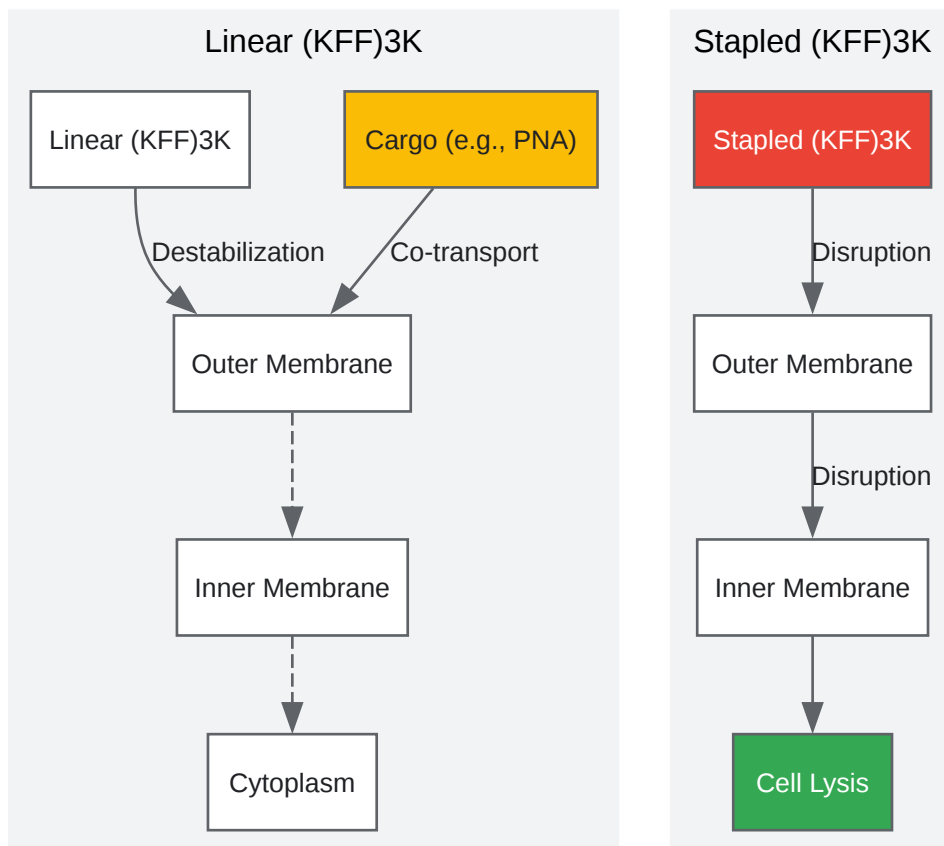 Linear (KFF)3K
Linear (KFF)3K
Cargo (e.g., PNA)
Destabilization
Co-transport
Outer Membrane
Inner Membrane
Cytoplasm
Stapled (KFF)3K
Stapled (KFF)3K
Disruption
Outer Membrane
Disruption
Inner Membrane
Cell Lysis